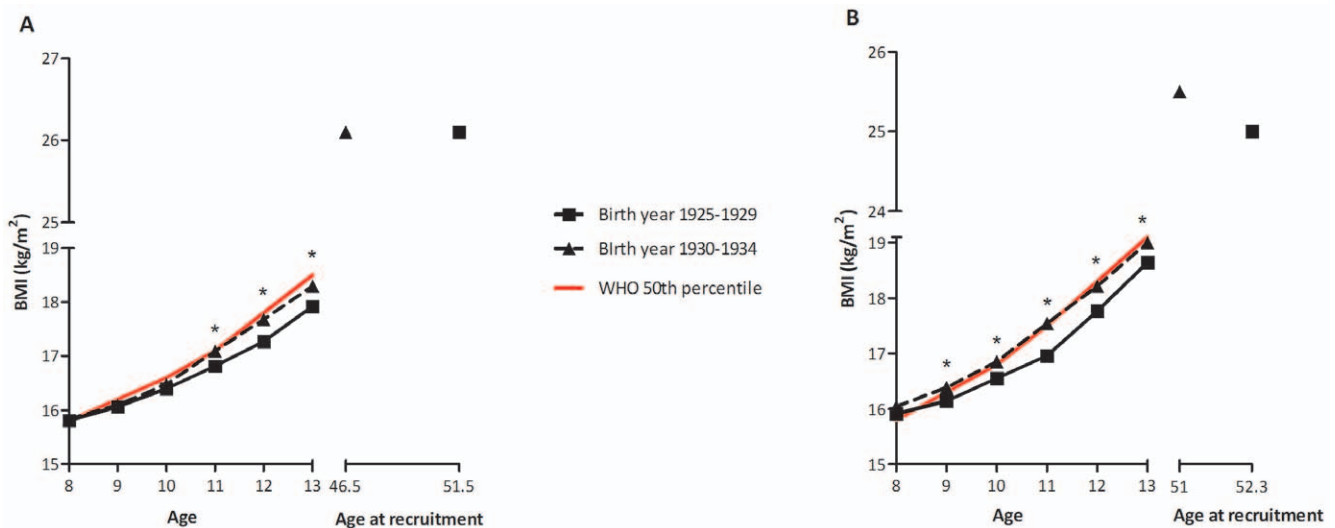 A
BMI (kg/m²)
27
26
25
19
18
17
16
15
* * *
8 9 10 11 12 13 46.5 51.5
Age Age at recruitment
Birth year 1925-1929
BIrth year 1930-1934
WHO 50th percentile
B
BMI (kg/m²)
26
25
24
19
18
17
16
15
* * * * *
8 9 10 11 12 13 51 52.3
Age Age at recruitment